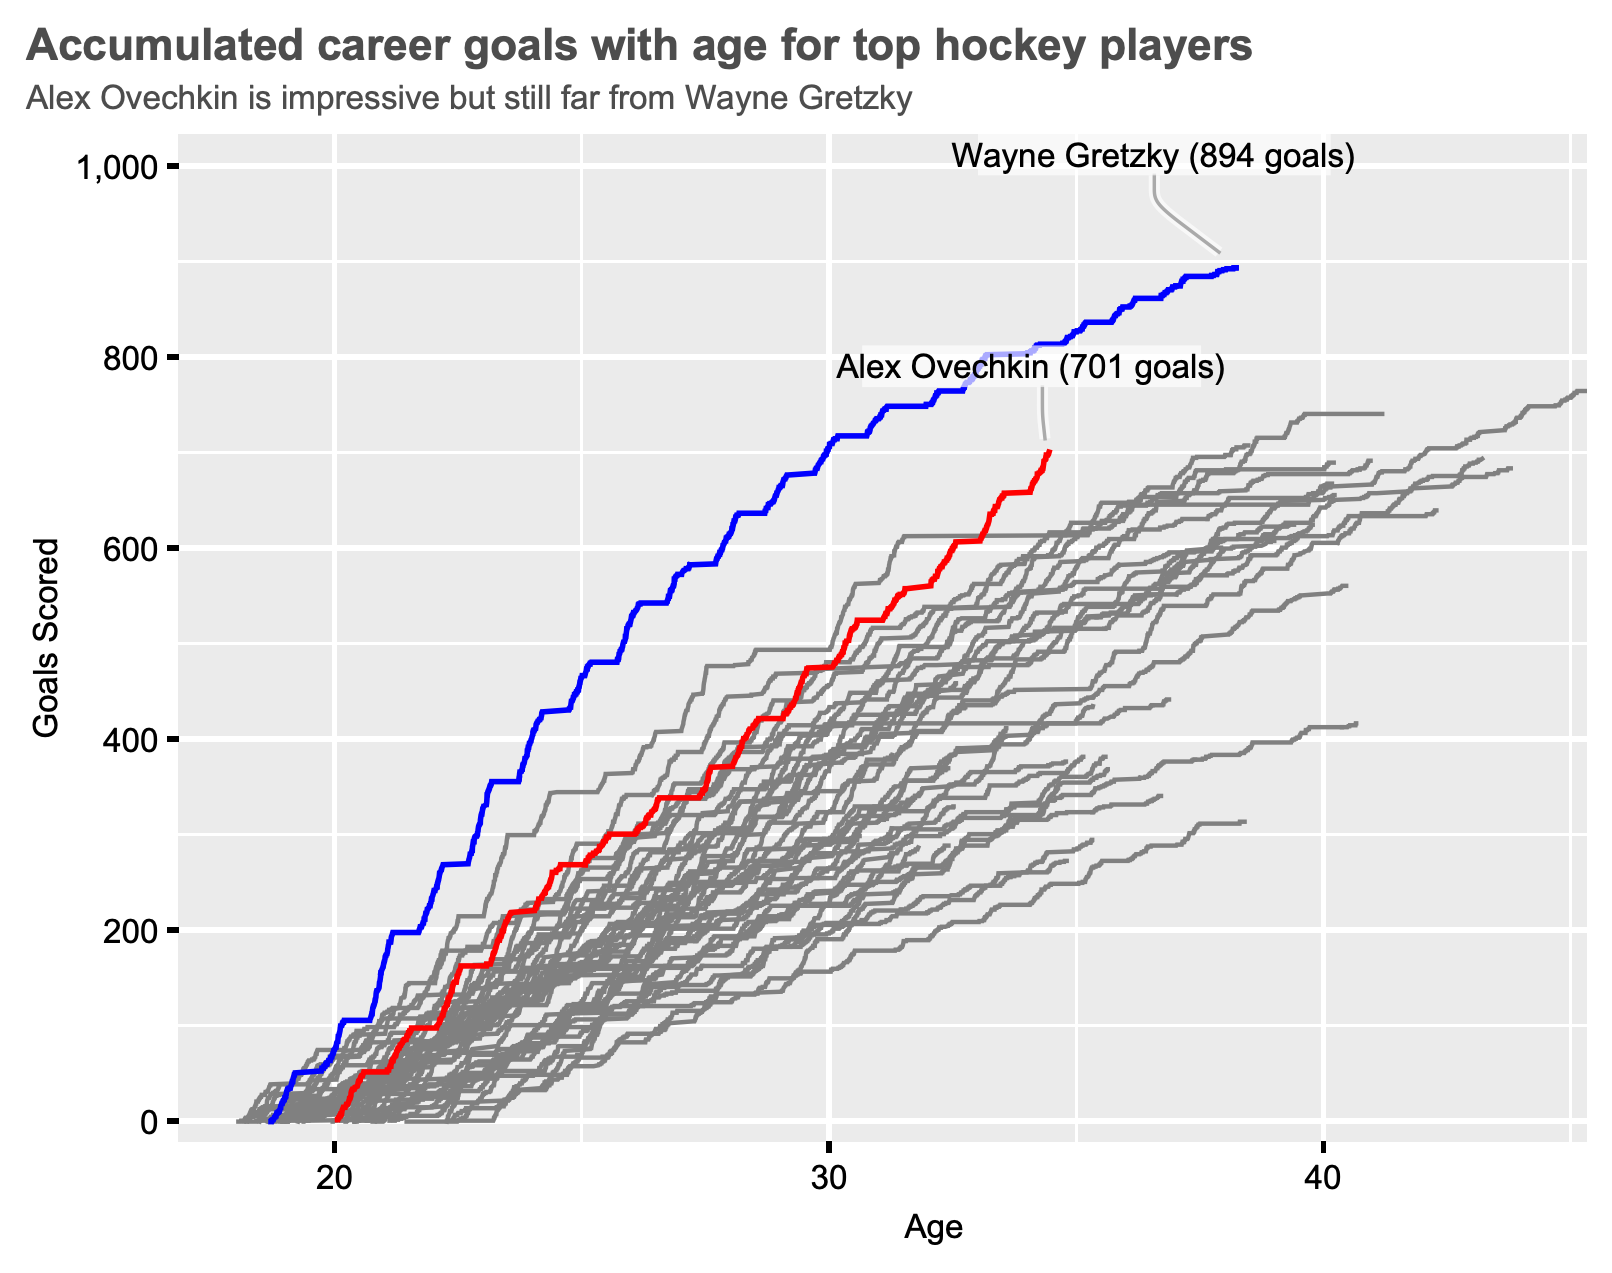 Accumulated career goals with age for top hockey players
Alex Ovechkin is impressive but still far from Wayne Gretzky
Wayne Gretzky (894 goals)
Alex Ovechkin (701 goals)
1,000
800
600
400
200
0
Goals Scored
20
30
40
Age